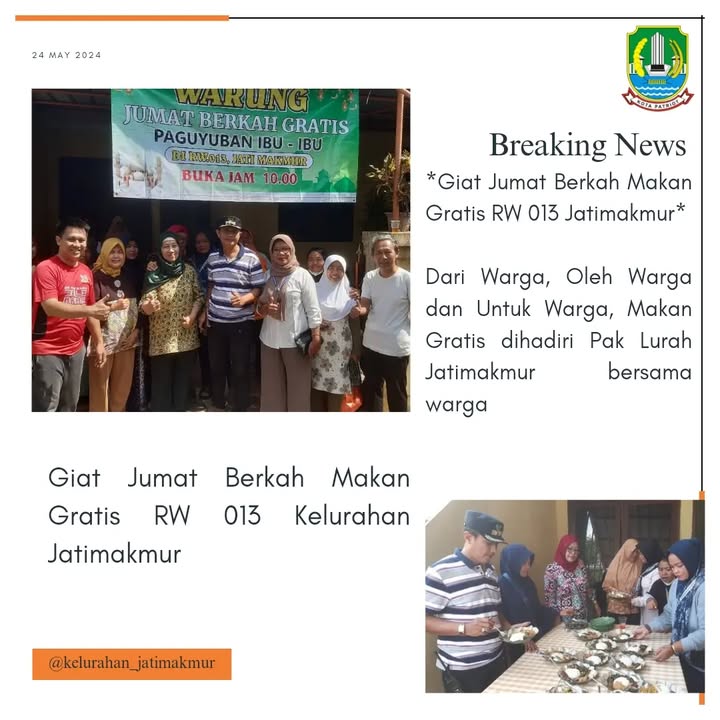 24 MAY 2024
KOTA PATRIOT
WARUNG
JUMAT BERKAH GRATIS
PAGUYUBAN IBU - IBU
DI RW.013, JATI MAKMUR
BUKA JAM 10.00
Breaking News
*Giat Jumat Berkah Makan
Gratis RW 013 Jatimakmur*
Dari Warga, Oleh Warga
dan Untuk Warga, Makan
Gratis dihadiri Pak Lurah
Jatimakmur bersama
warga
Giat Jumat Berkah Makan
Gratis RW 013 Kelurahan
Jatimakmur
@kelurahan_jatimakmur